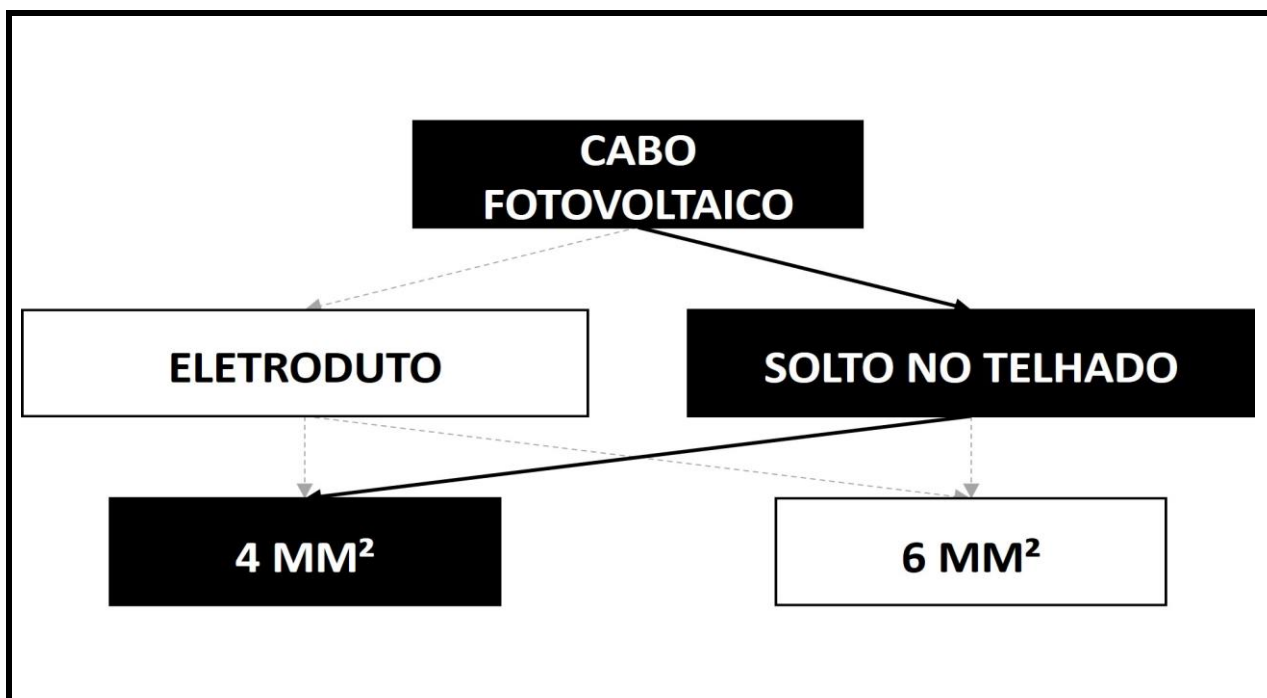 CABO
FOTOVOLTAICO
ELETRODUTO
SOLTO NO TELHADO
4 MM²
6 MM²